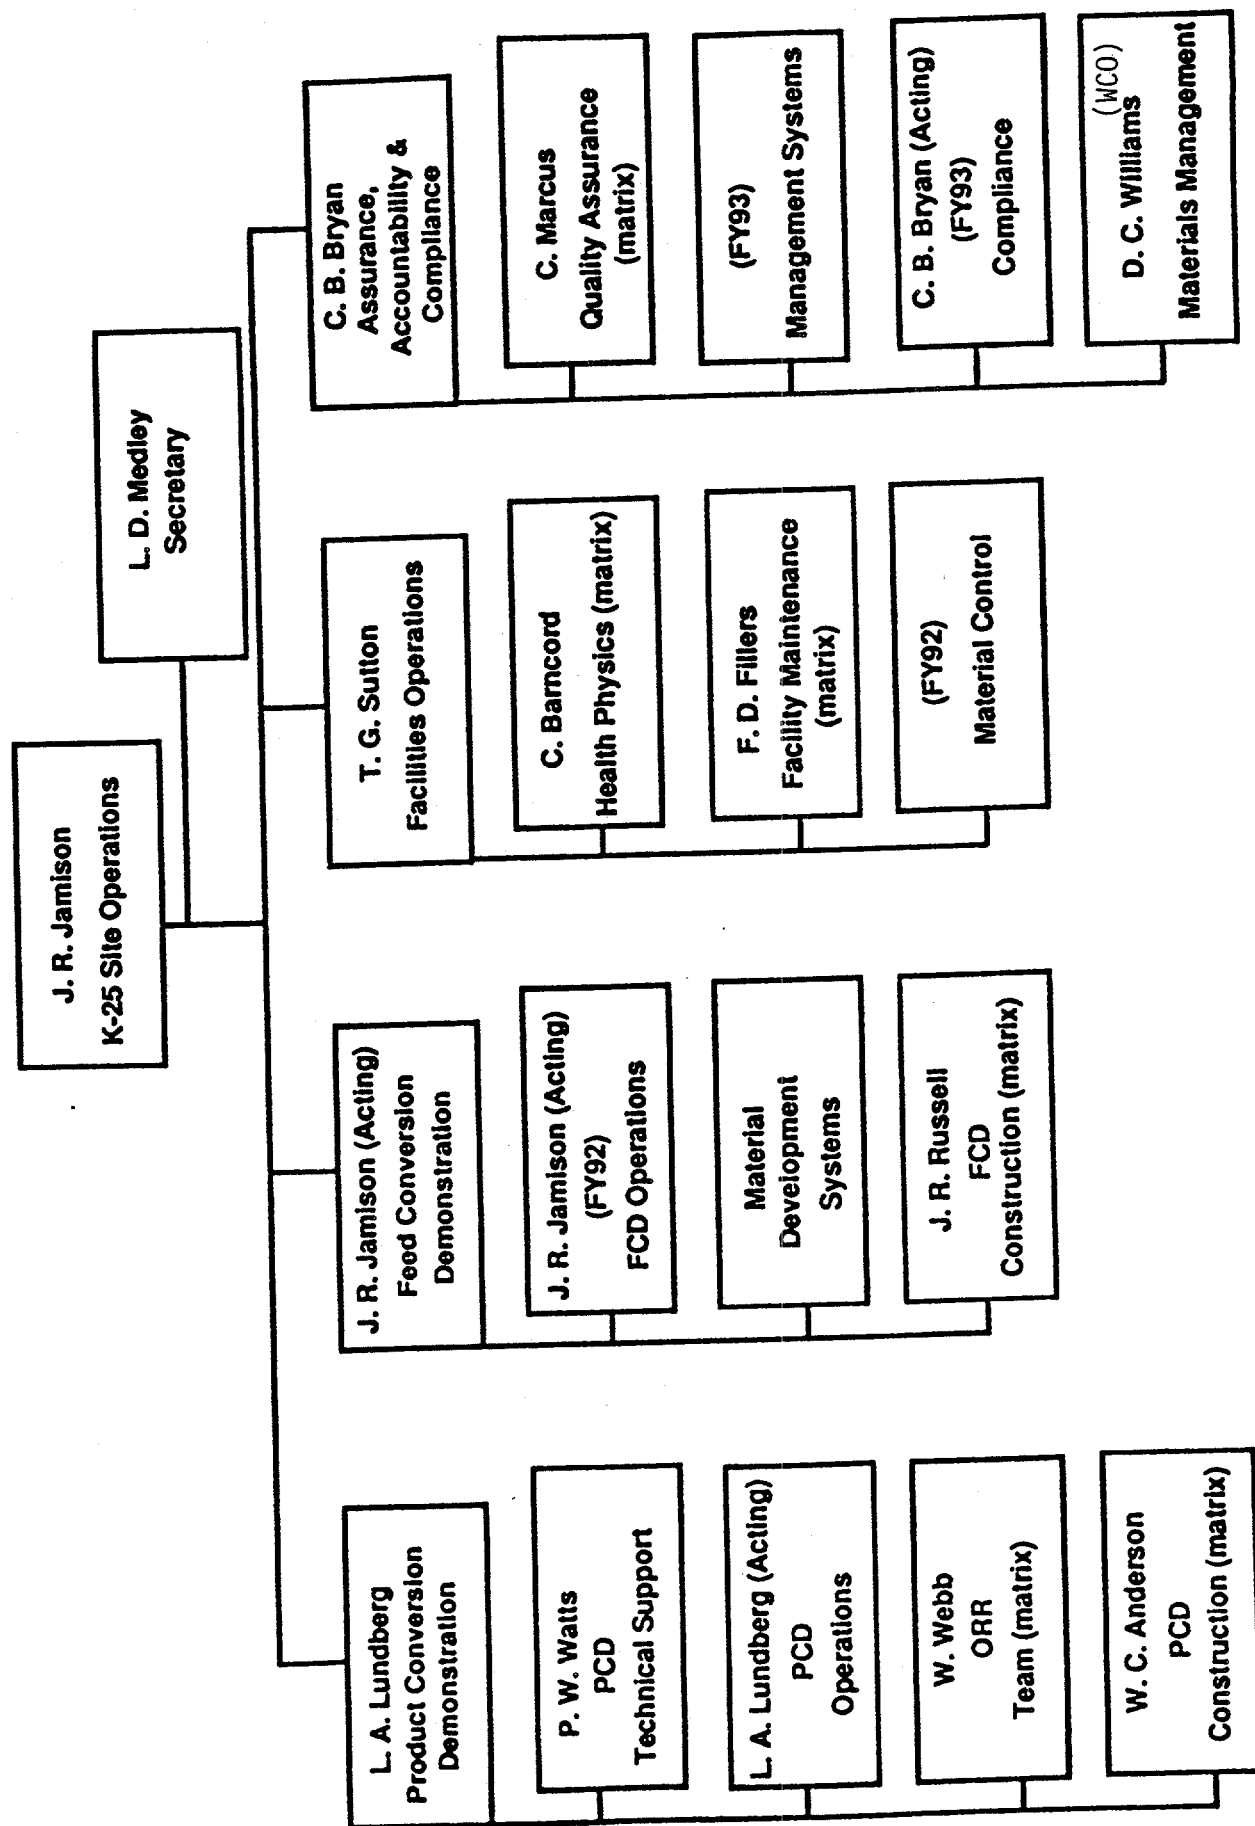 J. R. Jamison
K-25 Site Operations
L. D. Medley
Secretary
L. A. Lundberg
Product Conversion
Demonstration
P. W. Watts
PCD
Technical Support
L. A. Lundberg (Acting)
PCD
Operations
W. Webb
ORR
Team (matrix)
W. C. Anderson
PCD
Construction (matrix)
J. R. Jamison (Acting)
Feed Conversion
Demonstration
J. R. Jamison (Acting)
(FY92)
FCD Operations
Material
Development
Systems
J. R. Russell
FCD
Construction (matrix)
T. G. Sutton
Facilities Operations
C. Barncord
Health Physics (matrix)
F. D. Fillers
Facility Maintenance
(matrix)
(FY92)
Material Control
C. B. Bryan
Assurance,
Accountability &
Compliance
C. Marcus
Quality Assurance
(matrix)
(FY93)
Management Systems
C. B. Bryan (Acting)
(FY93)
Compliance
(WCO)
D. C. Williams
Materials Management